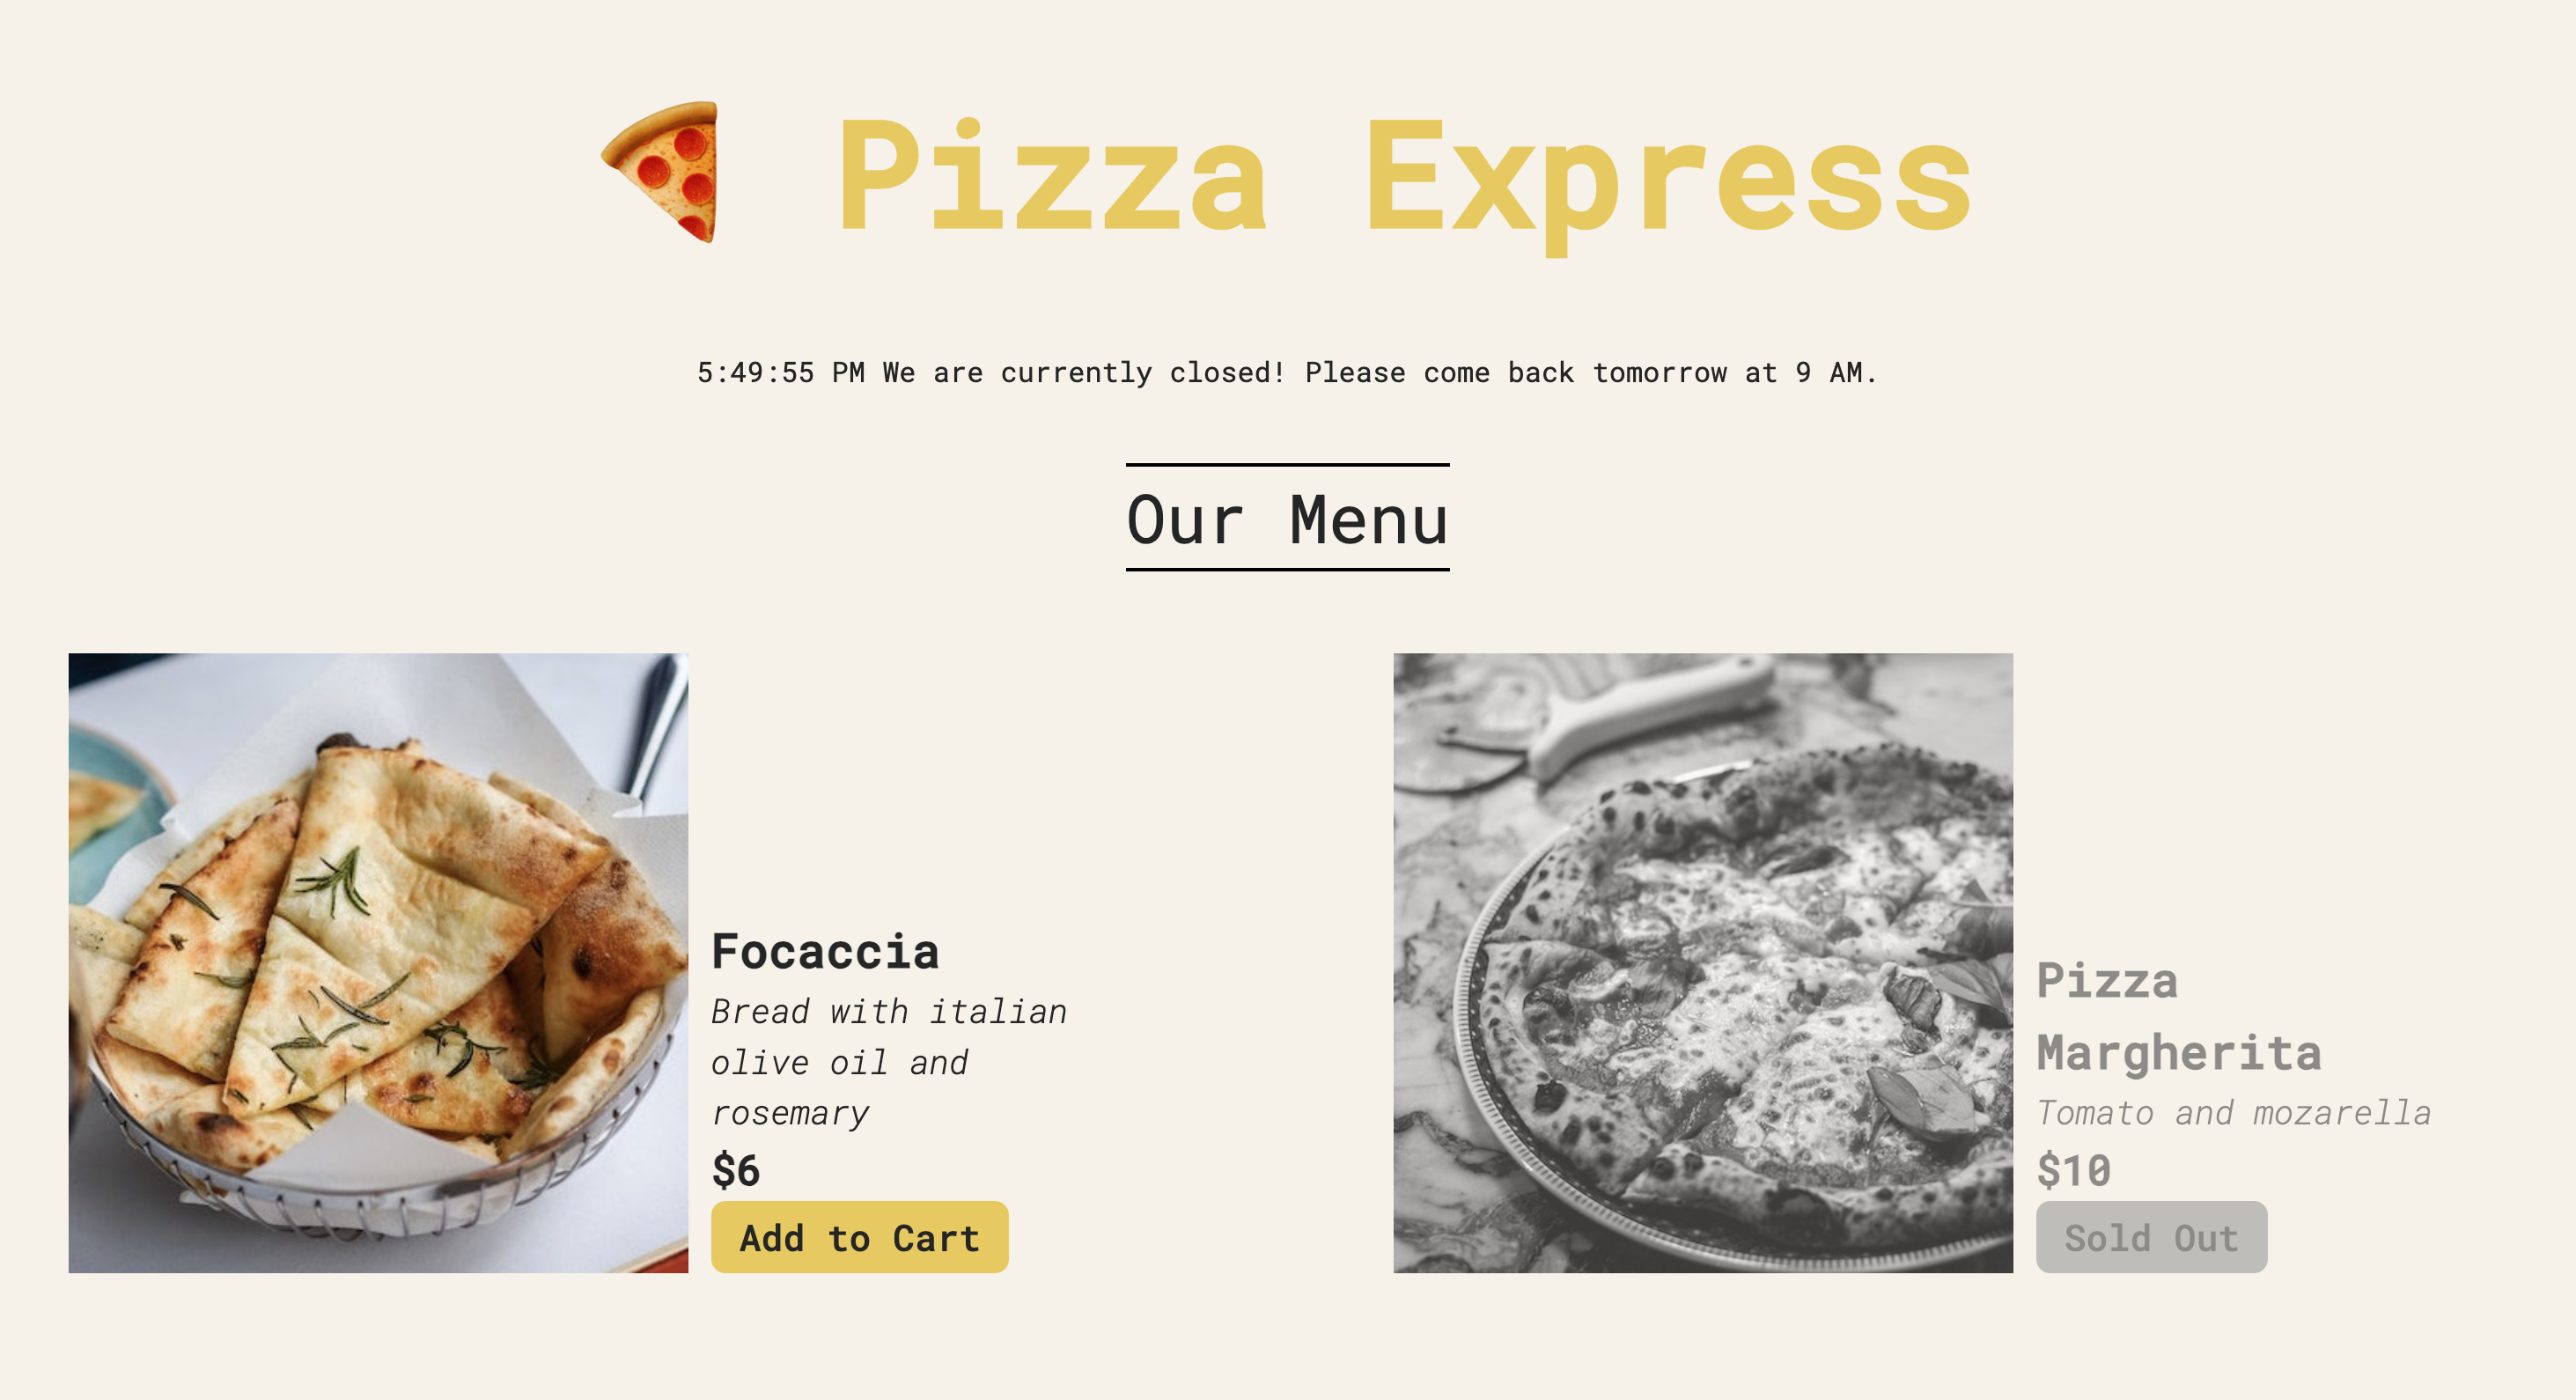 Pizza Express
5:49:55 PM We are currently closed! Please come back tomorrow at 9 AM.
Our Menu
Focaccia
Bread with italian
olive oil and
rosemary
$6
Add to Cart
Pizza
Margherita
Tomato and mozarella
$10
Sold Out